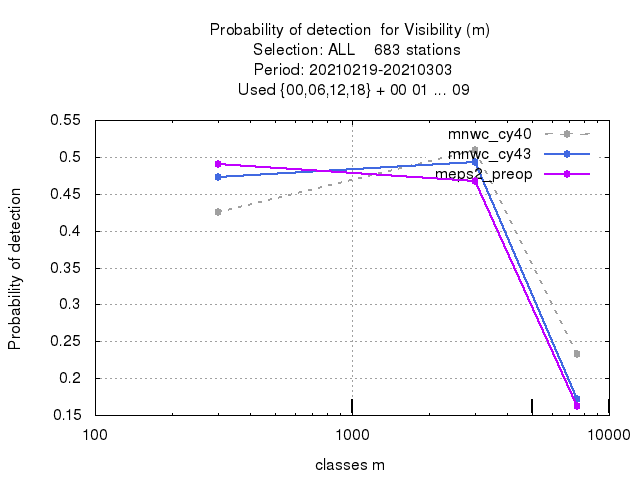 Probability of detection for Visibility (m)
Selection: ALL 683 stations
Period: 20210219-20210303
Used {00,06,12,18} + 00 01 ... 09
mnwc_cy40
mnwc_cy43
meps2_preop
Probability of detection
0.55
0.5
0.45
0.4
0.35
0.3
0.25
0.2
0.15
100
1000
10000
classes m